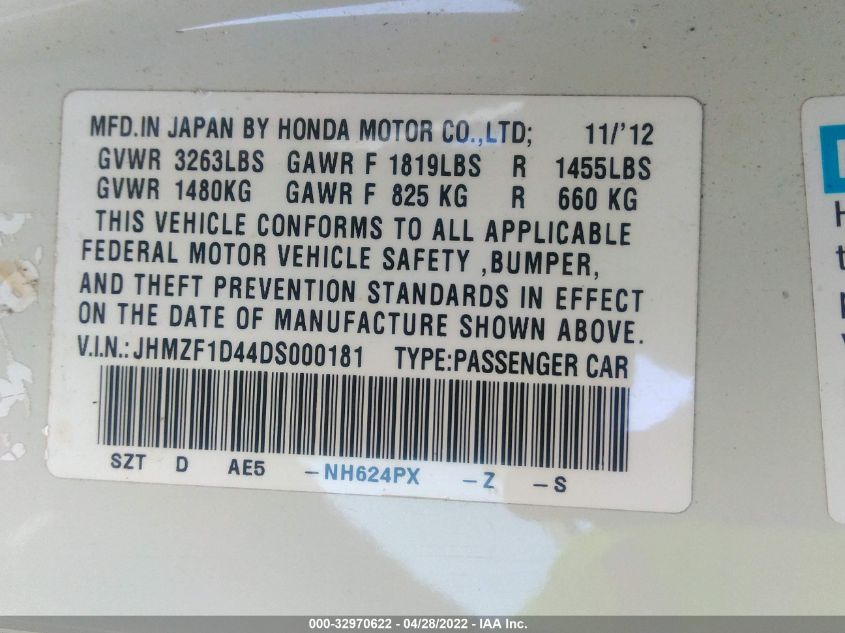 MFD.IN JAPAN BY HONDA MOTOR CO.,LTD; 11/'12
GVWR 3263LBS GAWR F 1819LBS R 1455LBS
GVWR 1480KG GAWR F 825 KG R 660 KG
THIS VEHICLE CONFORMS TO ALL APPLICABLE
FEDERAL MOTOR VEHICLE SAFETY ,BUMPER,
AND THEFT PREVENTION STANDARDS IN EFFECT
ON THE DATE OF MANUFACTURE SHOWN ABOVE.
V.I.N.:JHMZF1D44DS000181 TYPE:PASSENGER CAR
SZT D AE5 -NH624PX -Z -S
000-32970622 - 04/28/2022 - IAA Inc.